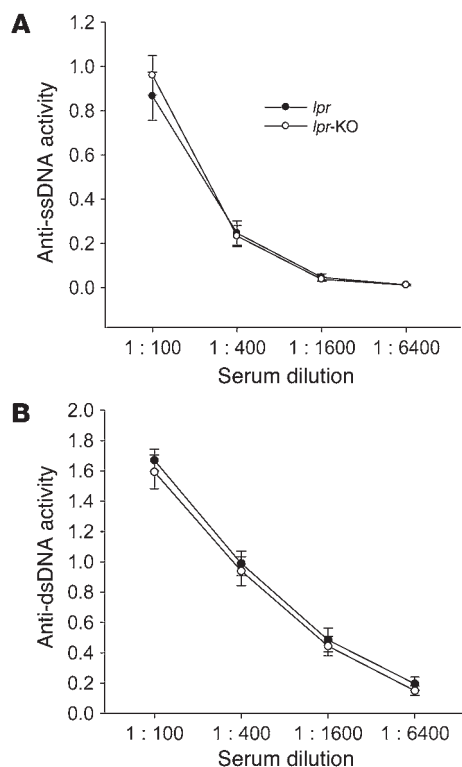 A
1.2
1.0
0.8
0.6
0.4
0.2
0.0
Anti-ssDNA activity
lpr
lpr-KO
1 : 100 1 : 400 1 : 1600 1 : 6400
Serum dilution
B
2.0
1.8
1.6
1.4
1.2
1.0
0.8
0.6
0.4
0.2
0.0
Anti-dsDNA activity
1 : 100 1 : 400 1 : 1600 1 : 6400
Serum dilution